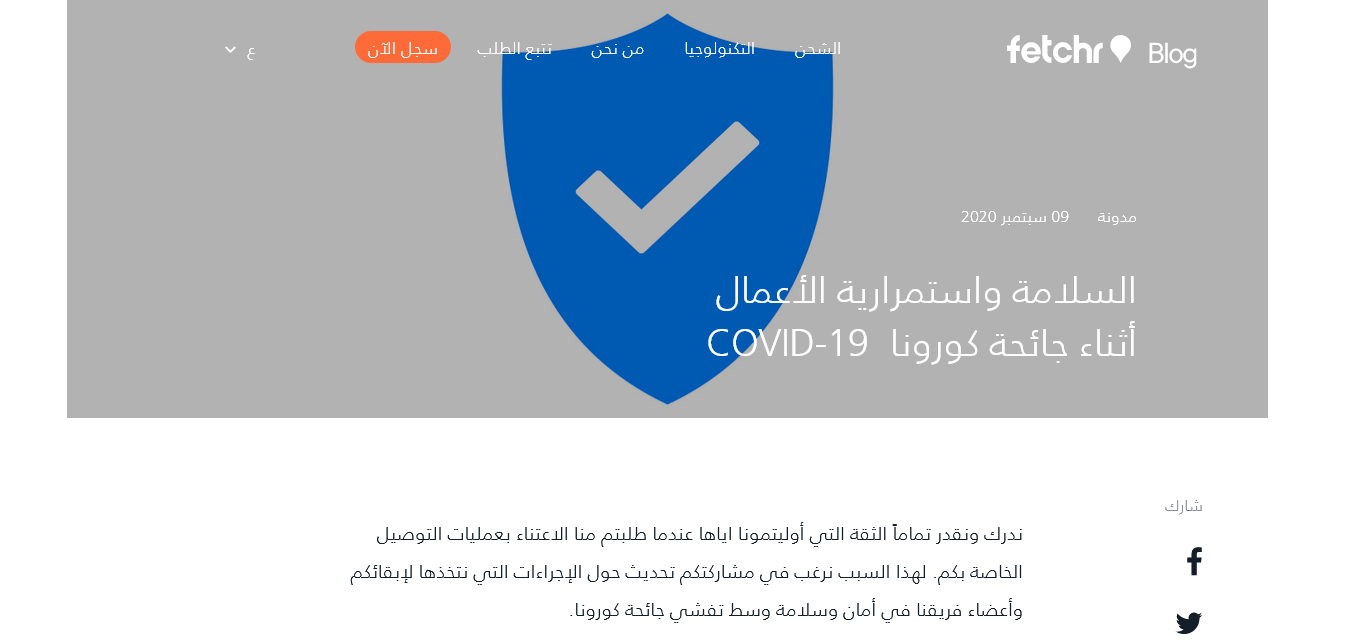 fetchr Blog
الشحن
التكنولوجيا
من نحن
تتبع الطلب
سجل الآن
ع
مدونة
09 سبتمبر 2020
السلامة واستمرارية الأعمال
أثناء جائحة كورونا COVID-19
شارك
ندرك ونقدر تماماً الثقة التي أوليتمونا اياها عندما طلبتم منا الاعتناء بعمليات التوصيل
الخاصة بكم. لهذا السبب نرغب في مشاركتكم تحديث حول الإجراءات التي نتخذها لإبقائكم
وأعضاء فريقنا في أمان وسلامة وسط تفشي جائحة كورونا.